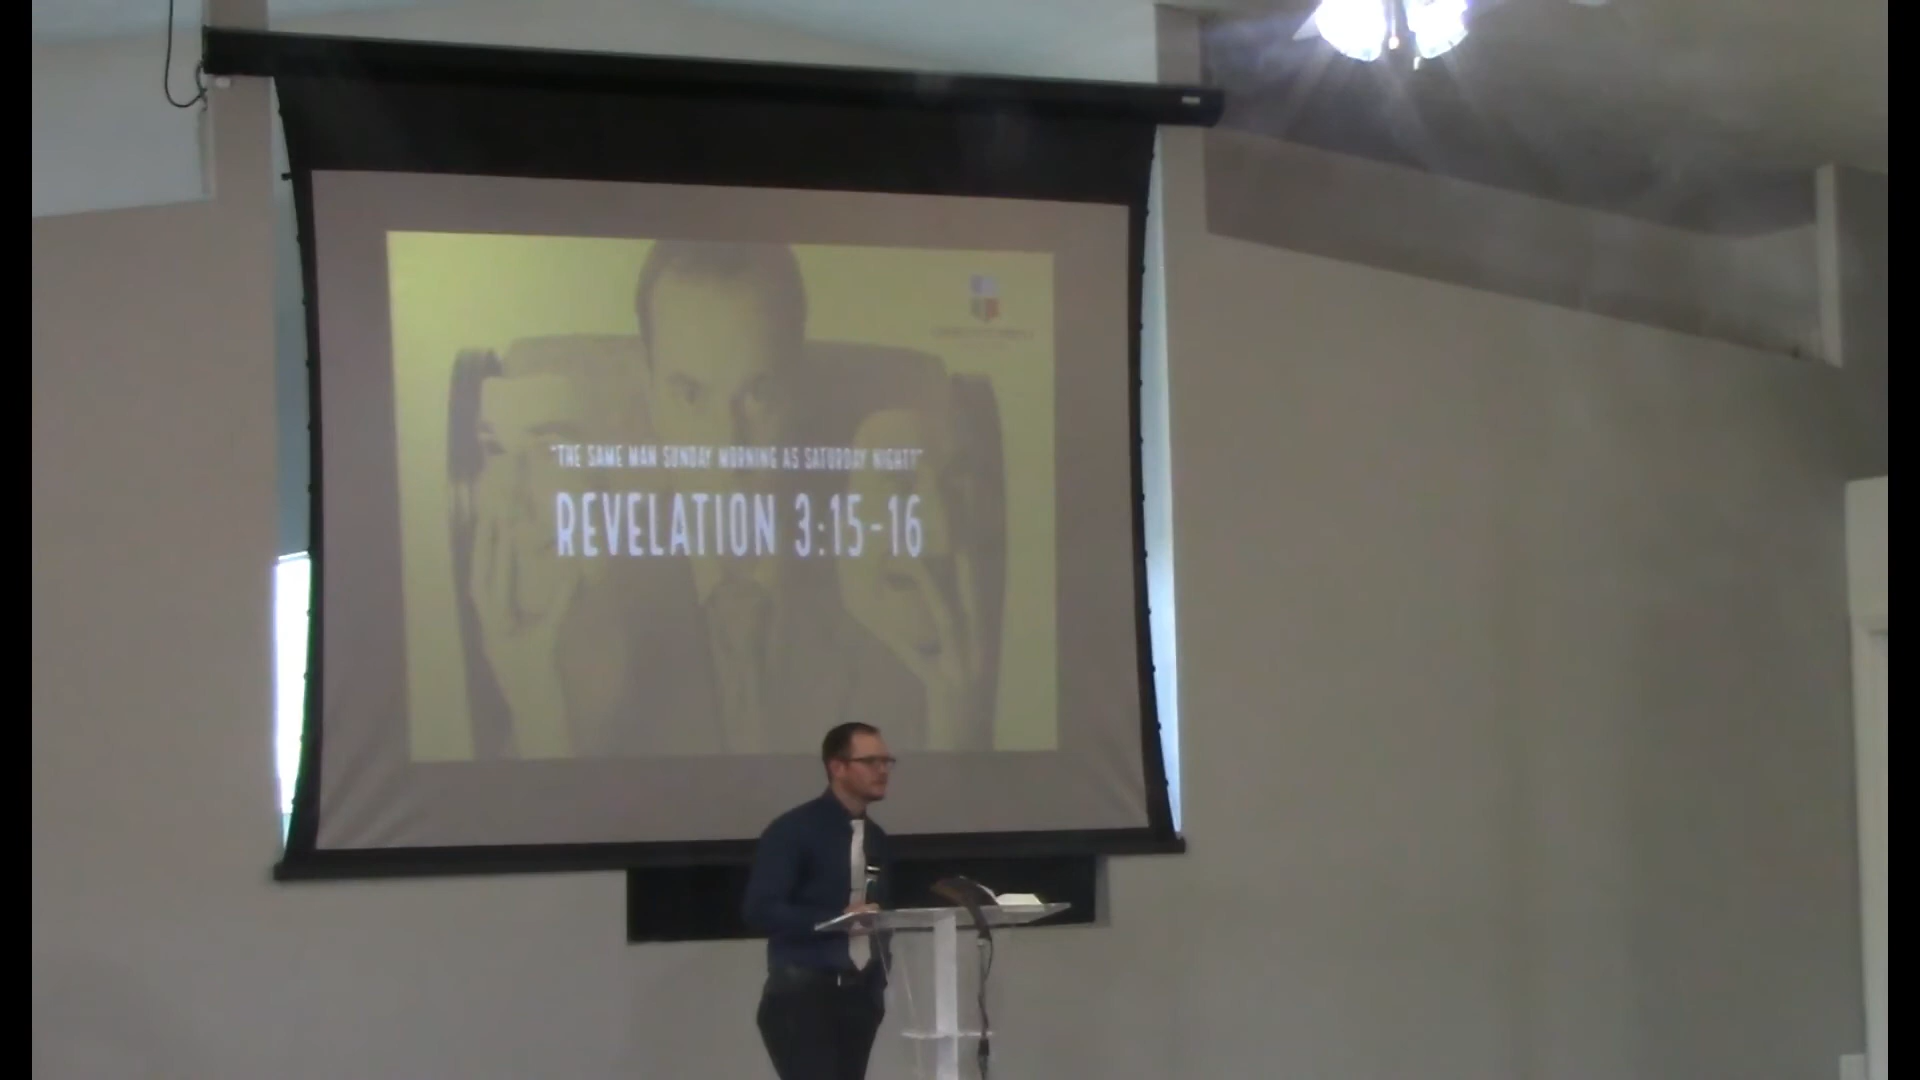 "THE SAME MAN SUNDAY MORNING AS SATURDAY NIGHT?"
REVELATION 3:15-16